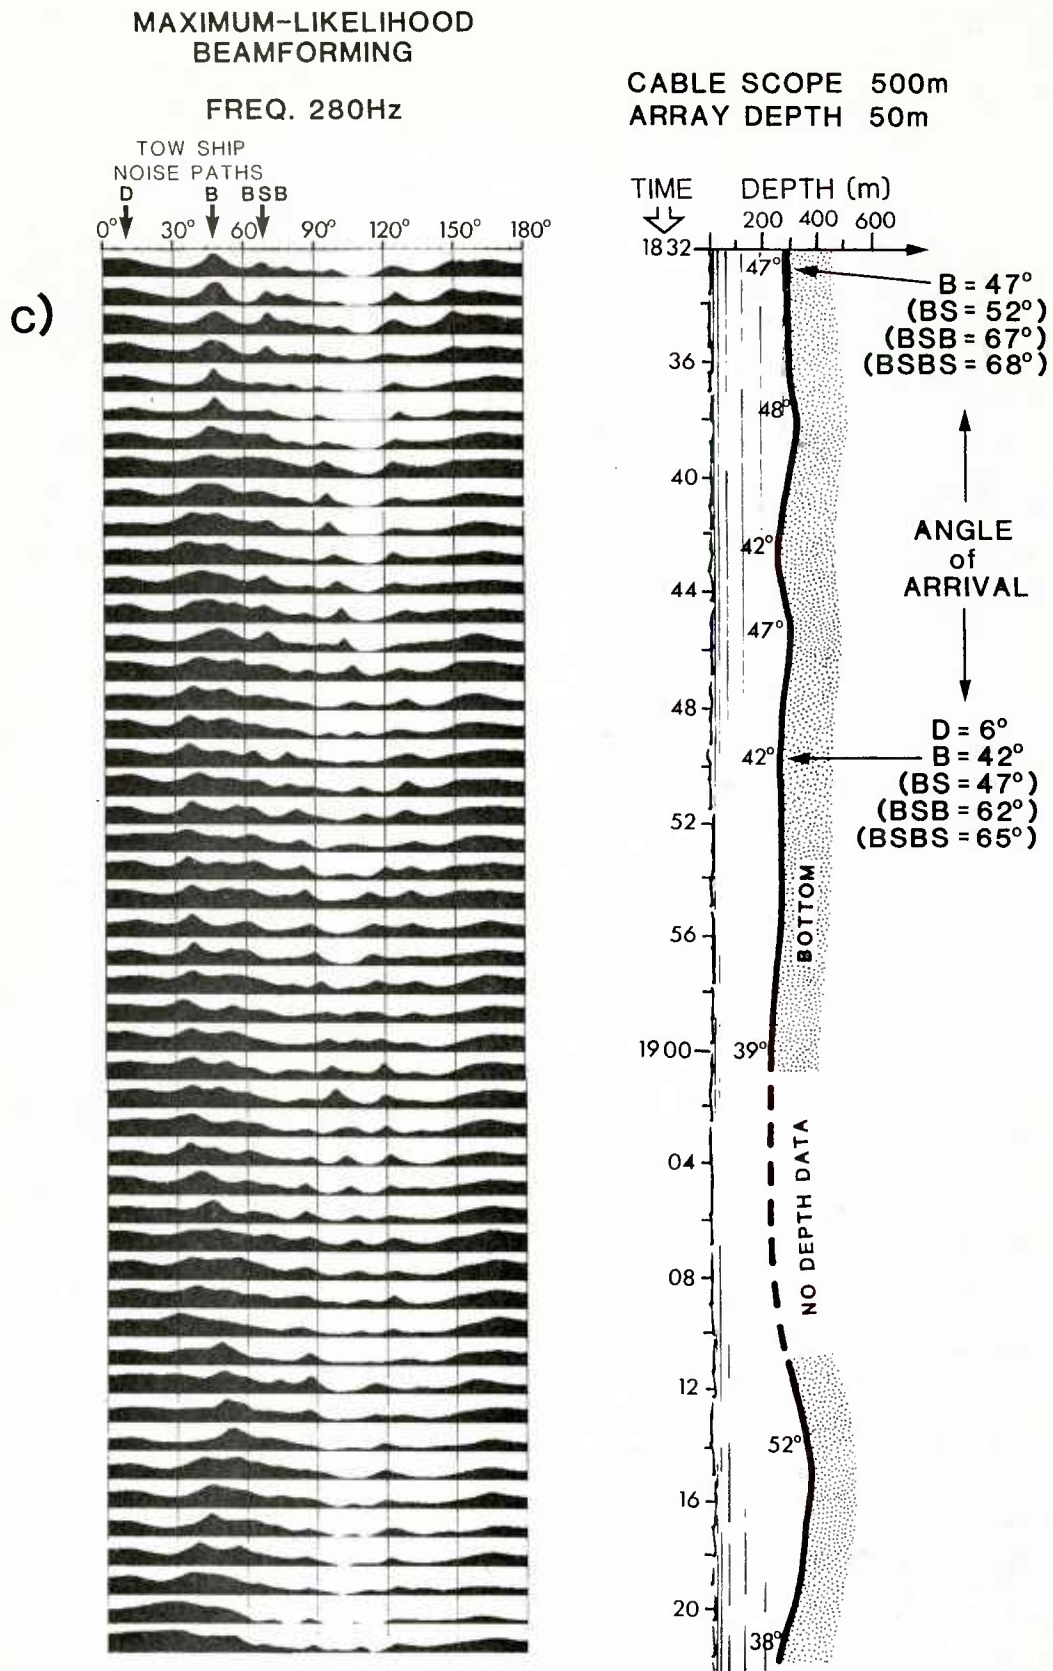 MAXIMUM-LIKELIHOOD
BEAMFORMING
FREQ. 280Hz
TOW SHIP
NOISE PATHS
D B BSB
0° 30° 60° 90° 120° 150° 180°
c)
CABLE SCOPE 500m
ARRAY DEPTH 50m
TIME DEPTH (m)
200 400 600
1832
47°
B = 47°
(BS = 52°)
(BSB = 67°)
(BSBS = 68°)
36
48°
40
ANGLE
of
ARRIVAL
42°
44
47°
48
D = 6°
42°
B = 42°
(BS = 47°)
(BSB = 62°)
(BSBS = 65°)
52
BOTTOM
56
1900
39°
NO DEPTH DATA
04
08
12
52°
16
20
38°